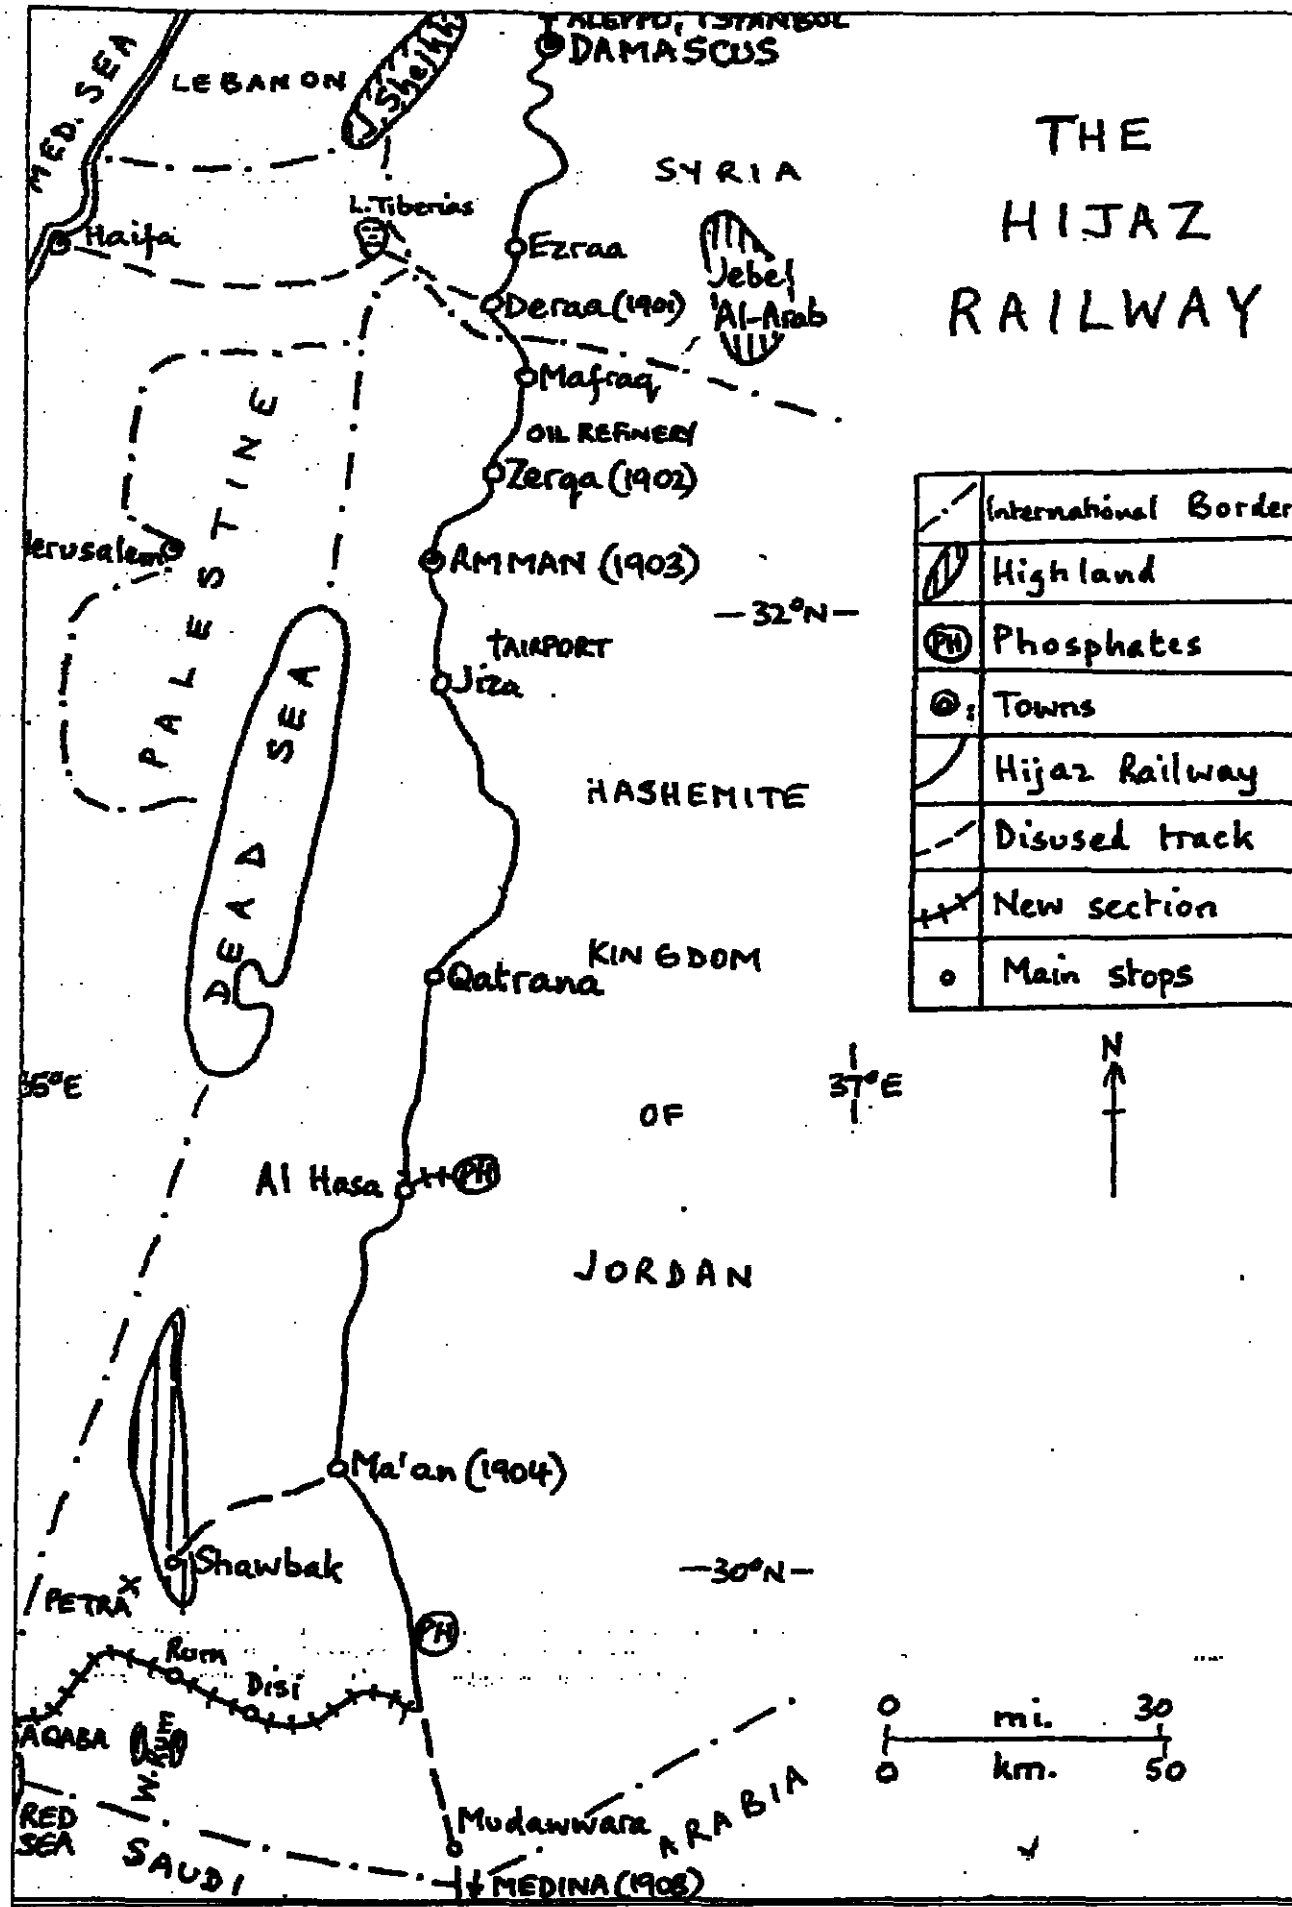 ALEPPO, ISTANBUL
DAMASCUS
MED. SEA
LEBANON
J. Sheikh
THE
HIJAZ
RAILWAY
SYRIA
L. Tiberias
Haifa
Ezraa
Jebel
Al-Arab
Deraa (1901)
Mafraq
OIL REFINERY
Zerqa (1902)
PALESTINE
Jerusalem
AMMAN (1903)
—32°N—
AIRPORT
Jiza
DEAD SEA
HASHEMITE
KINGDOM
Qatrana
International Border
Highland
PH Phosphates
Towns
Hijaz Railway
Disused track
New section
Main stops
35°E
37°E
N
OF
Al Hasa
PH
JORDAN
Ma'an (1904)
Shawbak
—30°N—
PETRA X
PH
Rum
Disi
AQABA
W. RUM
RED
SEA
SAUDI
ARABIA
Mudawwara
MEDINA (1908)
0 mi. 30
0 km. 50